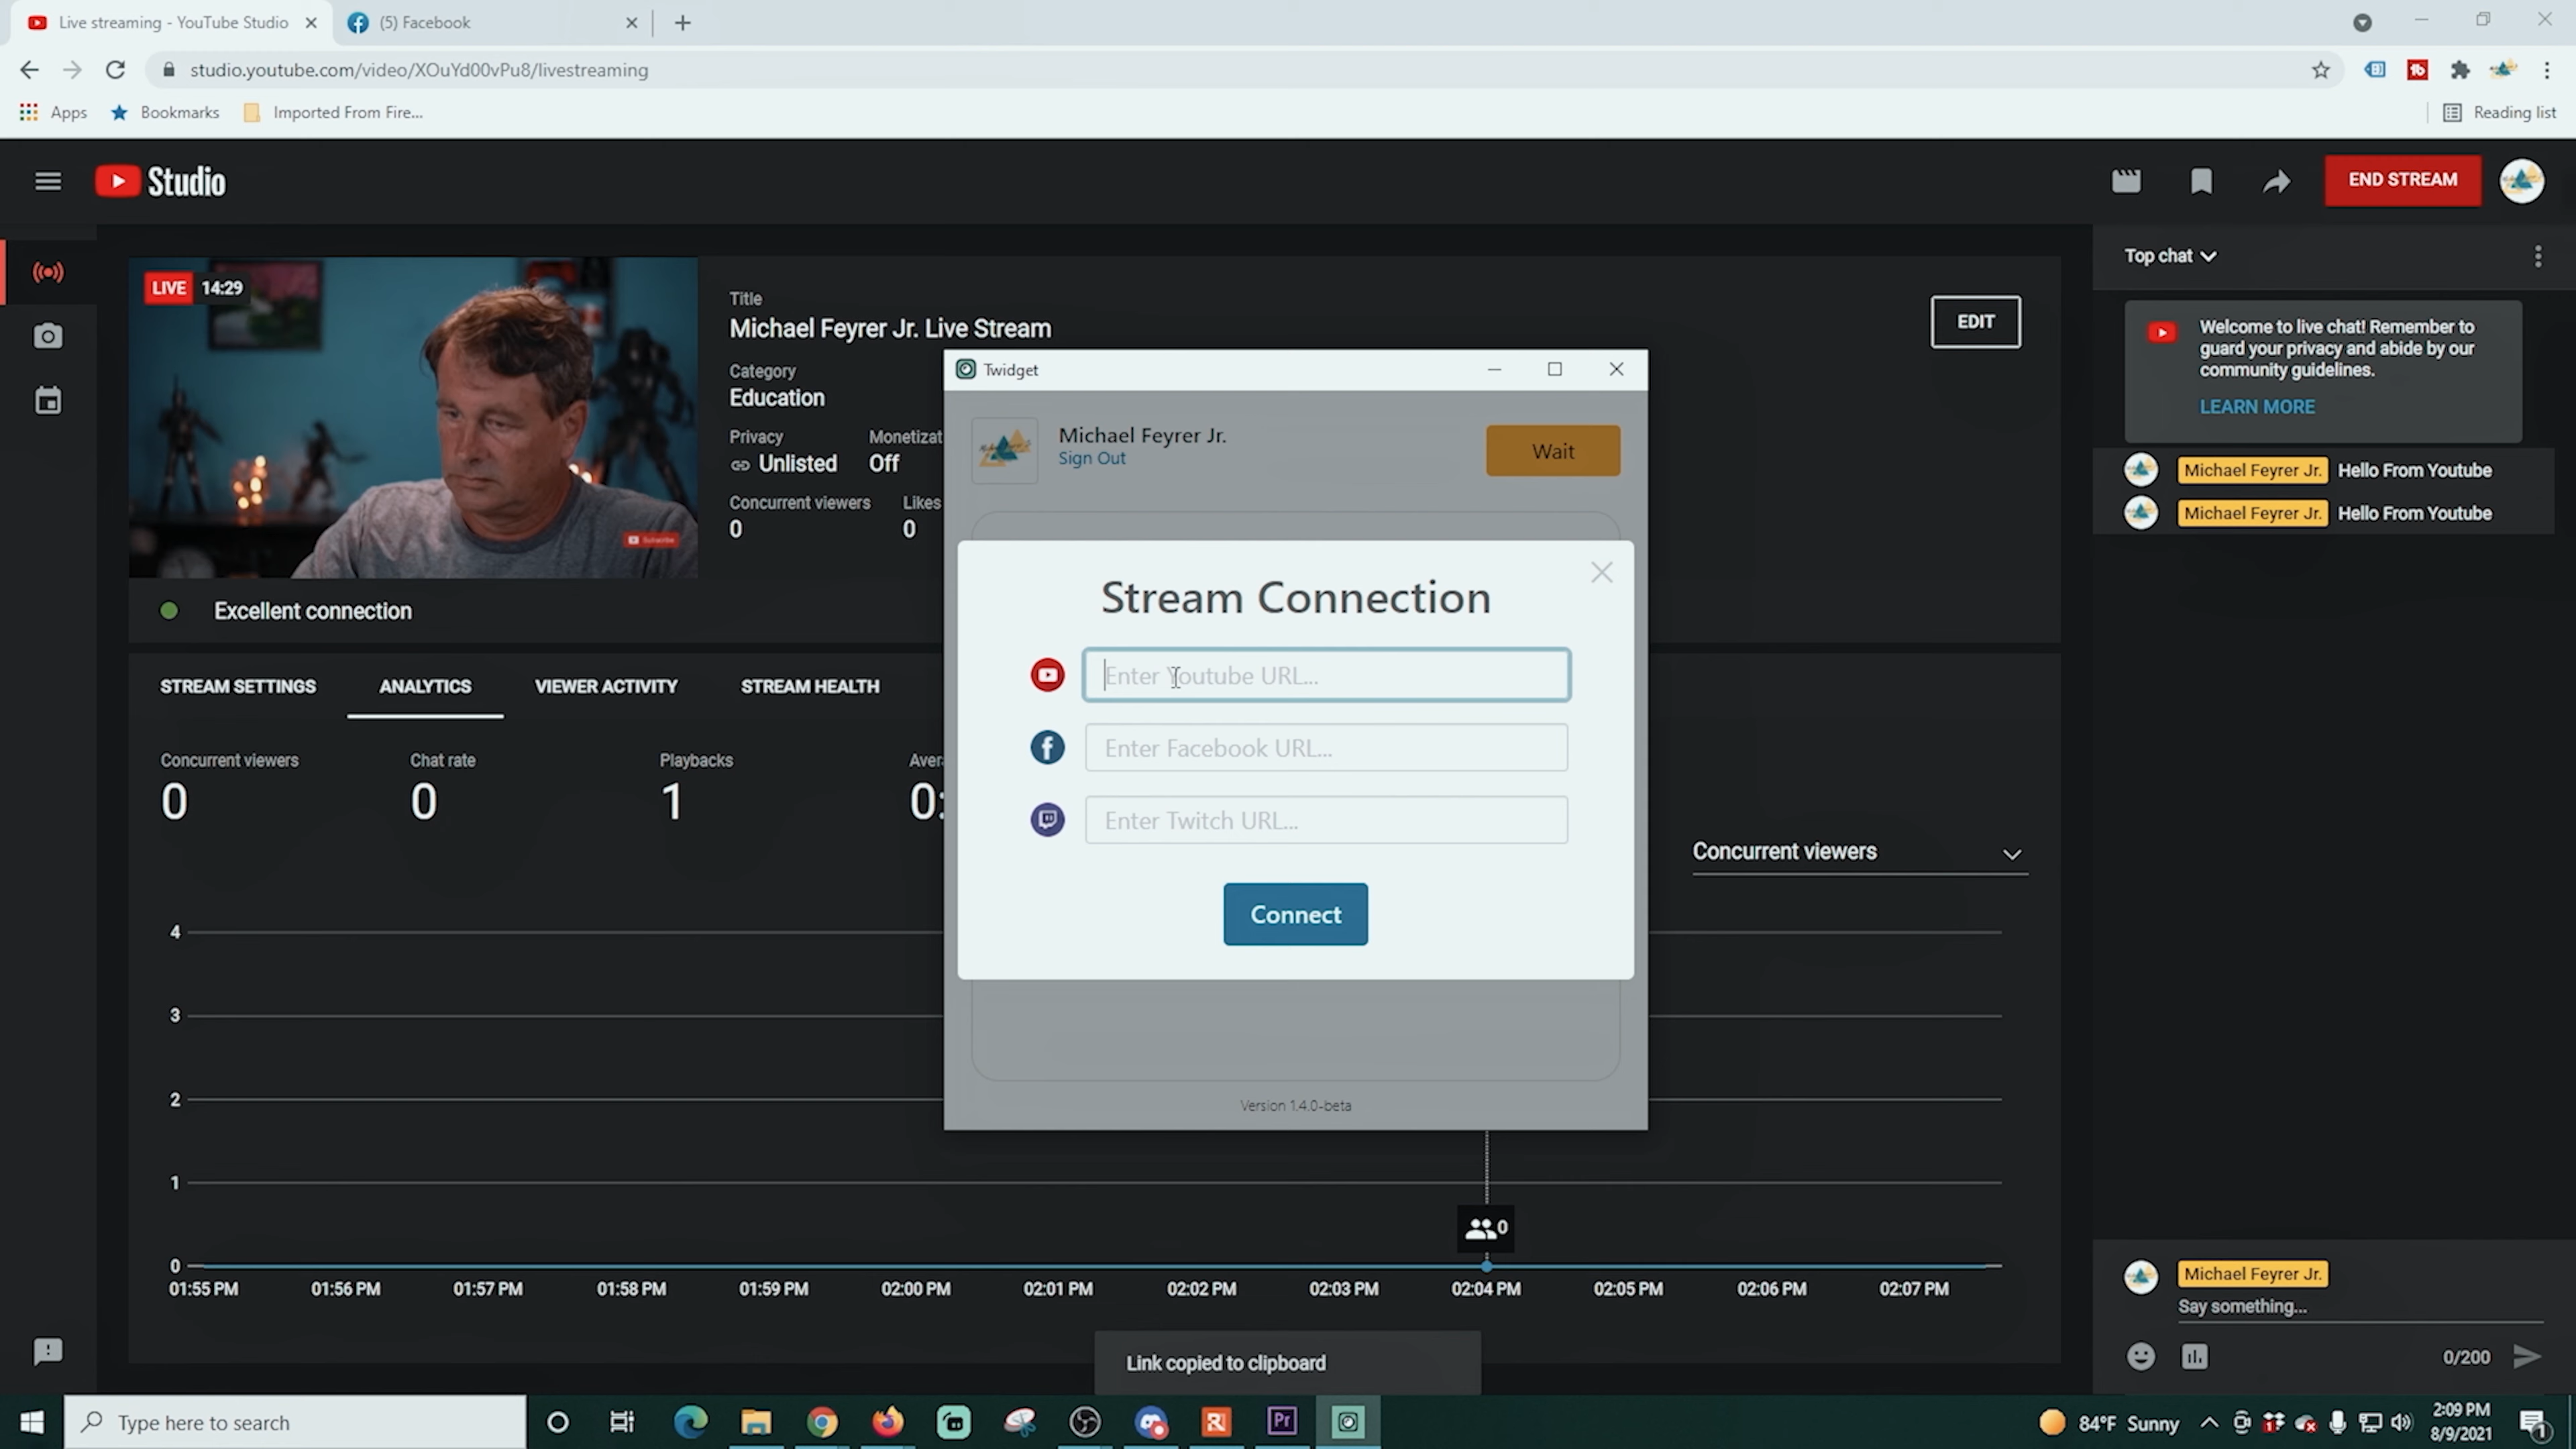 Live streaming - YouTube Studio
(5) Facebook
studio.youtube.com/video/XOuYd00vPu8/livestreaming
Apps
Bookmarks
Imported From Fire...
Reading list
Studio
END STREAM
LIVE 14:29
Subscribe
Title
Michael Feyrer Jr. Live Stream
EDIT
Category
Education
Privacy
Unlisted
Monetizat
Off
Concurrent viewers
0
Likes
0
Excellent connection
STREAM SETTINGS
ANALYTICS
VIEWER ACTIVITY
STREAM HEALTH
Concurrent viewers
0
Chat rate
0
Playbacks
1
Aver
0:
Concurrent viewers
4
3
2
1
0
0
01:55 PM
01:56 PM
01:57 PM
01:58 PM
01:59 PM
02:00 PM
02:01 PM
02:02 PM
02:03 PM
02:04 PM
02:05 PM
02:06 PM
02:07 PM
Twidget
Michael Feyrer Jr.
Sign Out
Wait
Stream Connection
Enter Youtube URL...
Enter Facebook URL...
Enter Twitch URL...
Connect
Version 1.4.0-beta
Link copied to clipboard
Top chat
Welcome to live chat! Remember to
guard your privacy and abide by our
community guidelines.
LEARN MORE
Michael Feyrer Jr. Hello From Youtube
Michael Feyrer Jr. Hello From Youtube
Michael Feyrer Jr.
Say something...
0/200
Type here to search
Pr
84°F Sunny
2:09 PM
8/9/2021
1